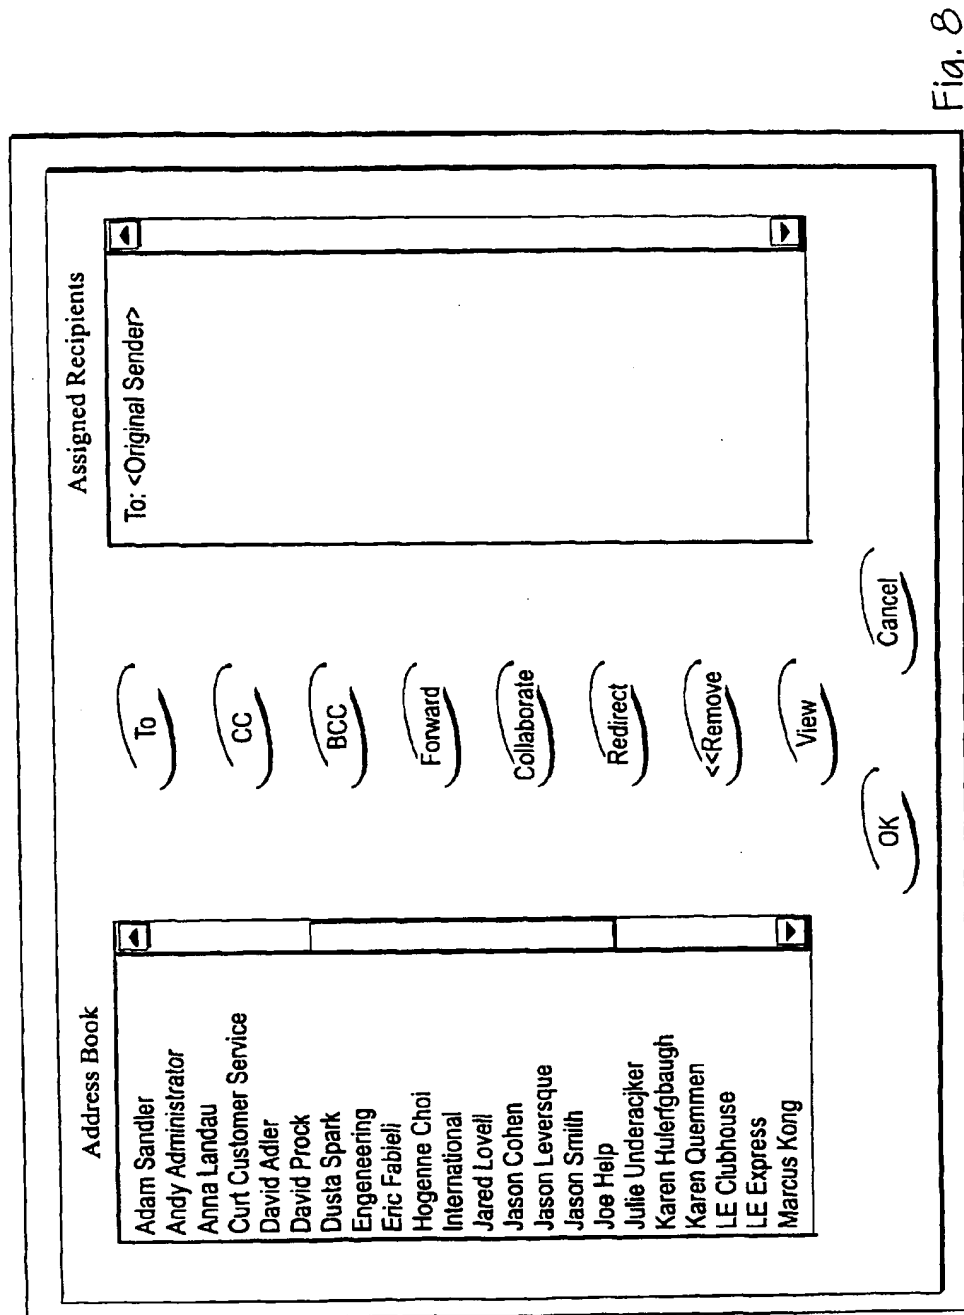 Address Book
Adam Sandler
Andy Administrator
Anna Landau
Curt Customer Service
David Adler
David Prock
Dusta Spark
Engeneering
Eric Fabieli
Hogenne Choi
International
Jared Lovell
Jason Cohen
Jason Leversque
Jason Smith
Joe Help
Julie Underacjker
Karen Hulerfgbaugh
Karen Quemmen
LE Clubhouse
LE Express
Marcus Kong
To
CC
BCC
Forward
Collaborate
Redirect
<<Remove
View
OK
Cancel
Assigned Recipients
To: <Original Sender>
Fig. 8